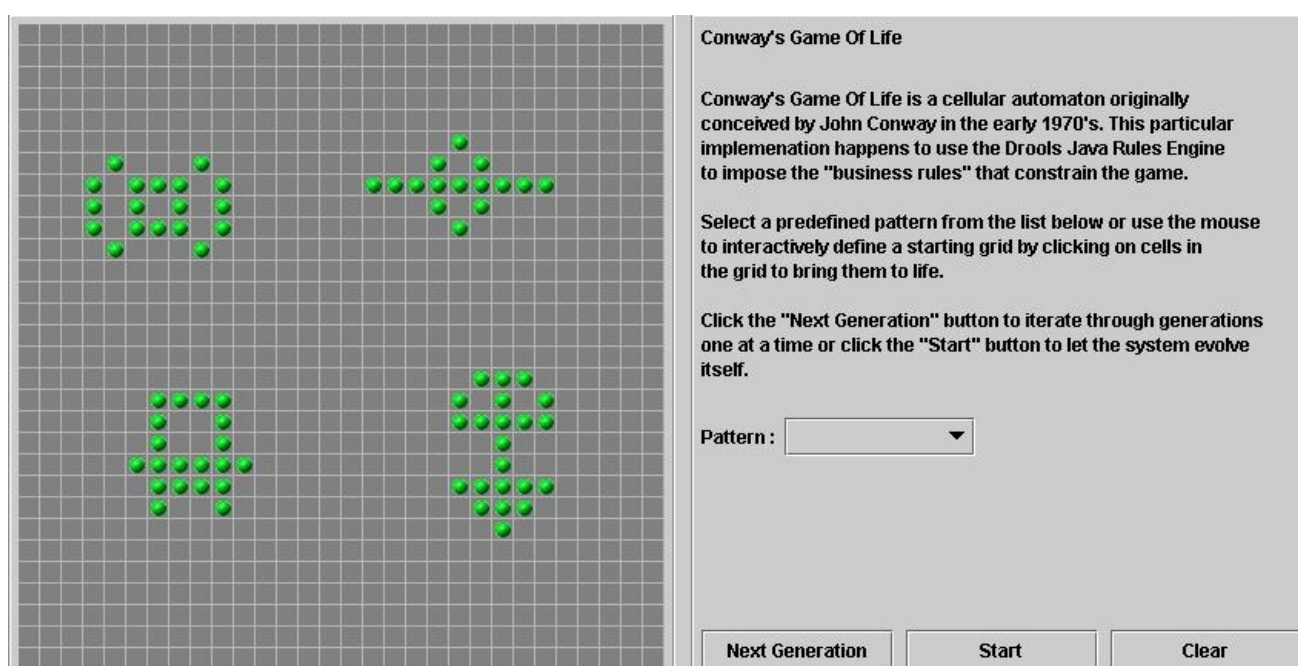 Conway's Game Of Life
Conway's Game Of Life is a cellular automaton originally
conceived by John Conway in the early 1970's. This particular
implemenation happens to use the Drools Java Rules Engine
to impose the "business rules" that constrain the game.
Select a predefined pattern from the list below or use the mouse
to interactively define a starting grid by clicking on cells in
the grid to bring them to life.
Click the "Next Generation" button to iterate through generations
one at a time or click the "Start" button to let the system evolve
itself.
Pattern :
Next Generation Start Clear